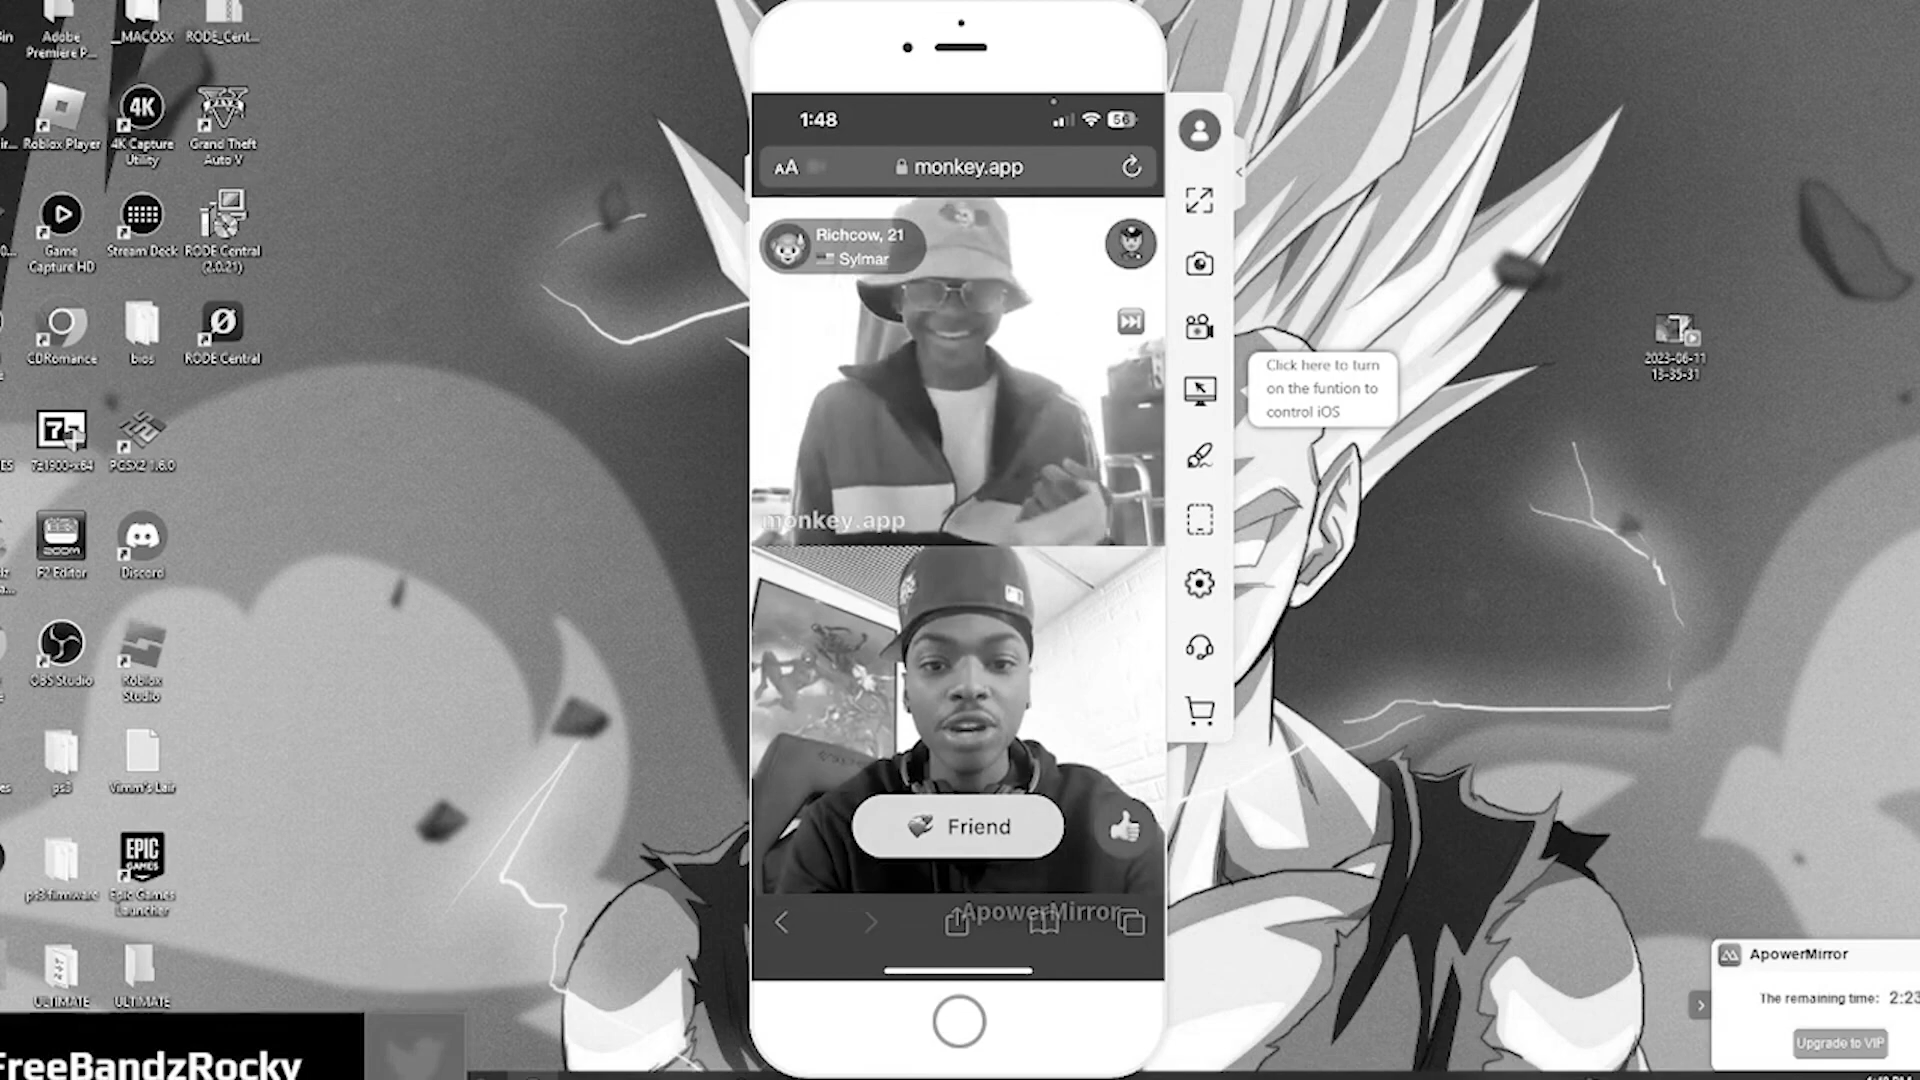 Adobe
Premiere P...
__MACOSX
RODE_Cent...
Roblox Player
4K
4K Capture
Utility
Grand Theft
Auto V
Game
Capture HD
Stream Deck
RODE Central
(2.0.21)
CDRomance
bios
RODE Central
7z1900-x64
PCSX2 1.6.0
F2 Editor
Discord
OBS Studio
Roblox
Studio
ps3
Vimm's Lair
ps3 firmware
EPIC
GAMES
Epic Games
Launcher
ULTIMATE
ULTIMATE
FreeBandzRocky
1:48
56
AA
monkey.app
Richcow, 21
Sylmar
monkey.app
Friend
ApowerMirror
Click here to turn
on the funtion to
control iOS
2023-06-11
13-35-31
ApowerMirror
The remaining time: 2:23
Upgrade to VIP